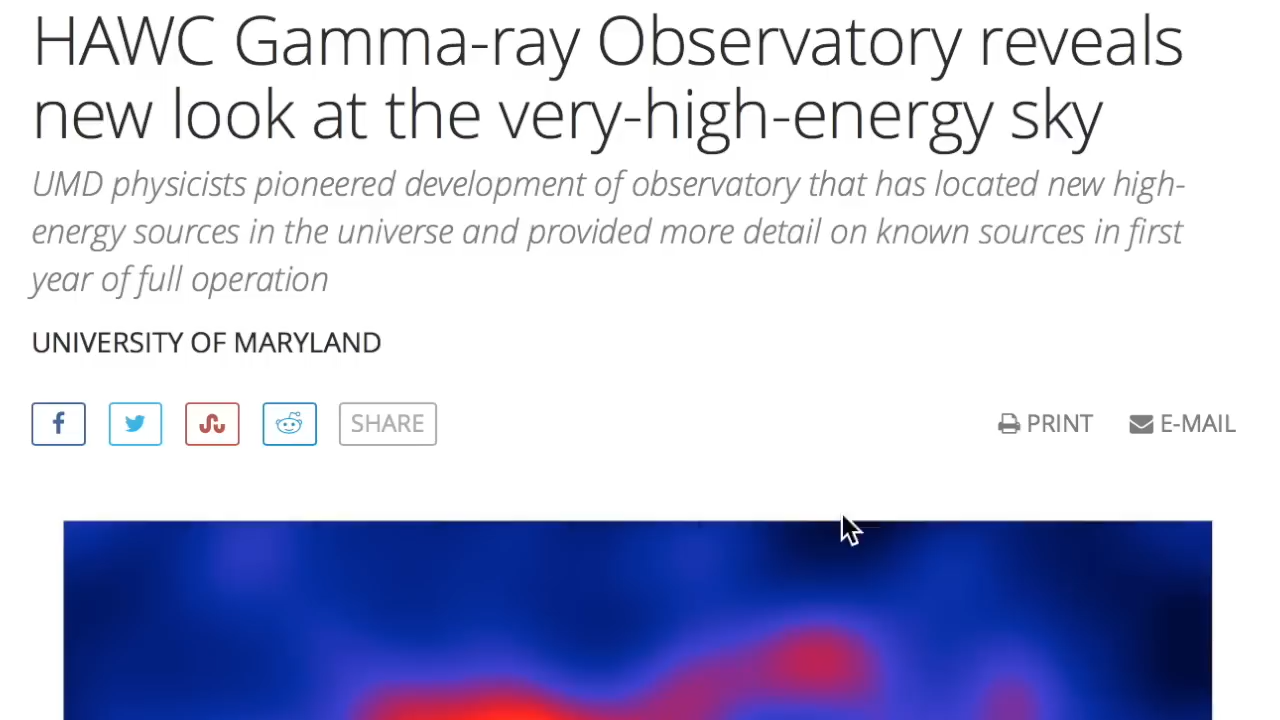 HAWC Gamma-ray Observatory reveals
new look at the very-high-energy sky
UMD physicists pioneered development of observatory that has located new high-
energy sources in the universe and provided more detail on known sources in first
year of full operation
UNIVERSITY OF MARYLAND
SHARE PRINT E-MAIL